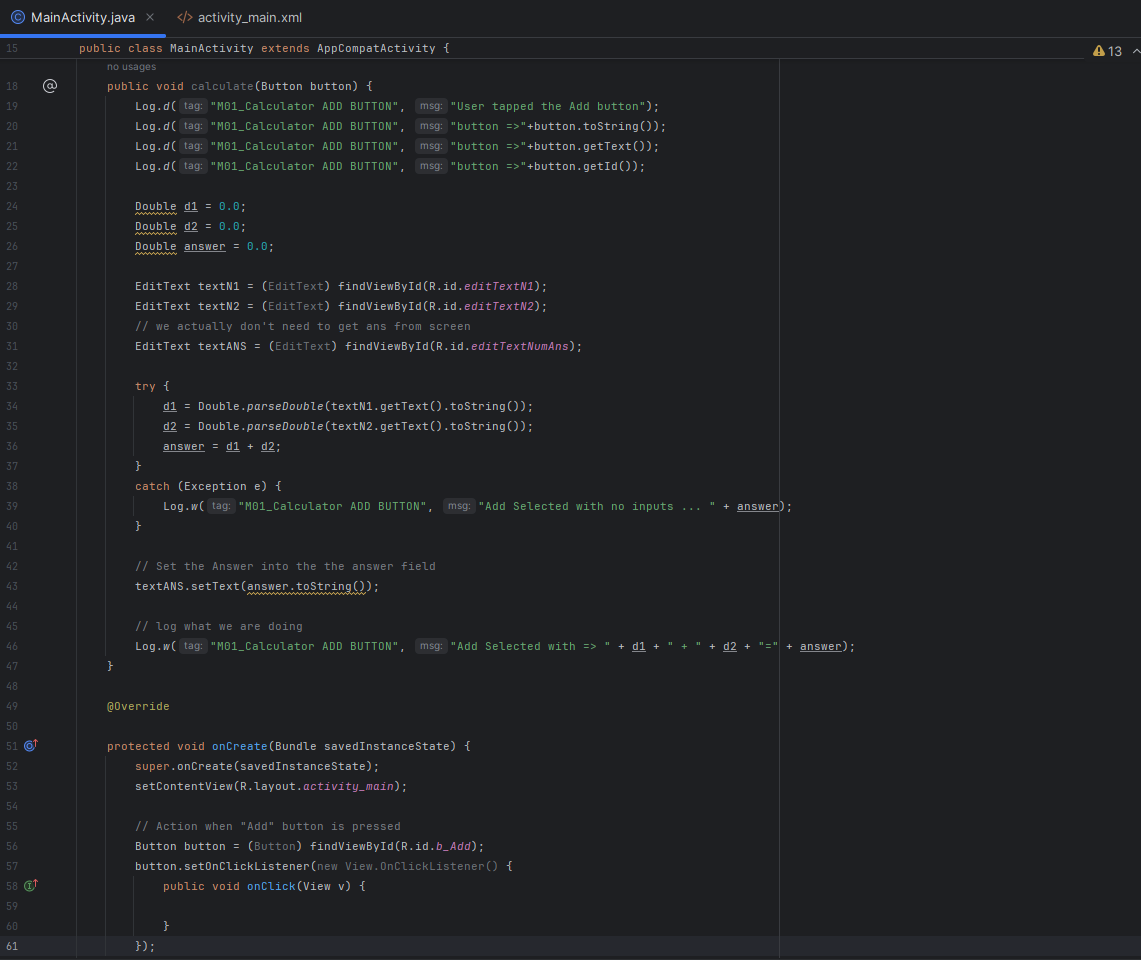 MainActivity.java
activity_main.xml
15 public class MainActivity extends AppCompatActivity {
13
no usages
18 public void calculate(Button button) {
19 Log.d( tag: "M01_Calculator ADD BUTTON", msg: "User tapped the Add button");
20 Log.d( tag: "M01_Calculator ADD BUTTON", msg: "button =>"+button.toString());
21 Log.d( tag: "M01_Calculator ADD BUTTON", msg: "button =>"+button.getText());
22 Log.d( tag: "M01_Calculator ADD BUTTON", msg: "button =>"+button.getId());
23
24 Double d1 = 0.0;
25 Double d2 = 0.0;
26 Double answer = 0.0;
27
28 EditText textN1 = (EditText) findViewById(R.id.editTextN1);
29 EditText textN2 = (EditText) findViewById(R.id.editTextN2);
30 // we actually don't need to get ans from screen
31 EditText textANS = (EditText) findViewById(R.id.editTextNumAns);
32
33 try {
34 d1 = Double.parseDouble(textN1.getText().toString());
35 d2 = Double.parseDouble(textN2.getText().toString());
36 answer = d1 + d2;
37 }
38 catch (Exception e) {
39 Log.w( tag: "M01_Calculator ADD BUTTON", msg: "Add Selected with no inputs ... " + answer);
40 }
41
42 // Set the Answer into the the answer field
43 textANS.setText(answer.toString());
44
45 // log what we are doing
46 Log.w( tag: "M01_Calculator ADD BUTTON", msg: "Add Selected with => " + d1 + " + " + d2 + "=" + answer);
47 }
48
49 @Override
50
51 protected void onCreate(Bundle savedInstanceState) {
52 super.onCreate(savedInstanceState);
53 setContentView(R.layout.activity_main);
54
55 // Action when "Add" button is pressed
56 Button button = (Button) findViewById(R.id.b_Add);
57 button.setOnClickListener(new View.OnClickListener() {
58 public void onClick(View v) {
59
60 }
61 });